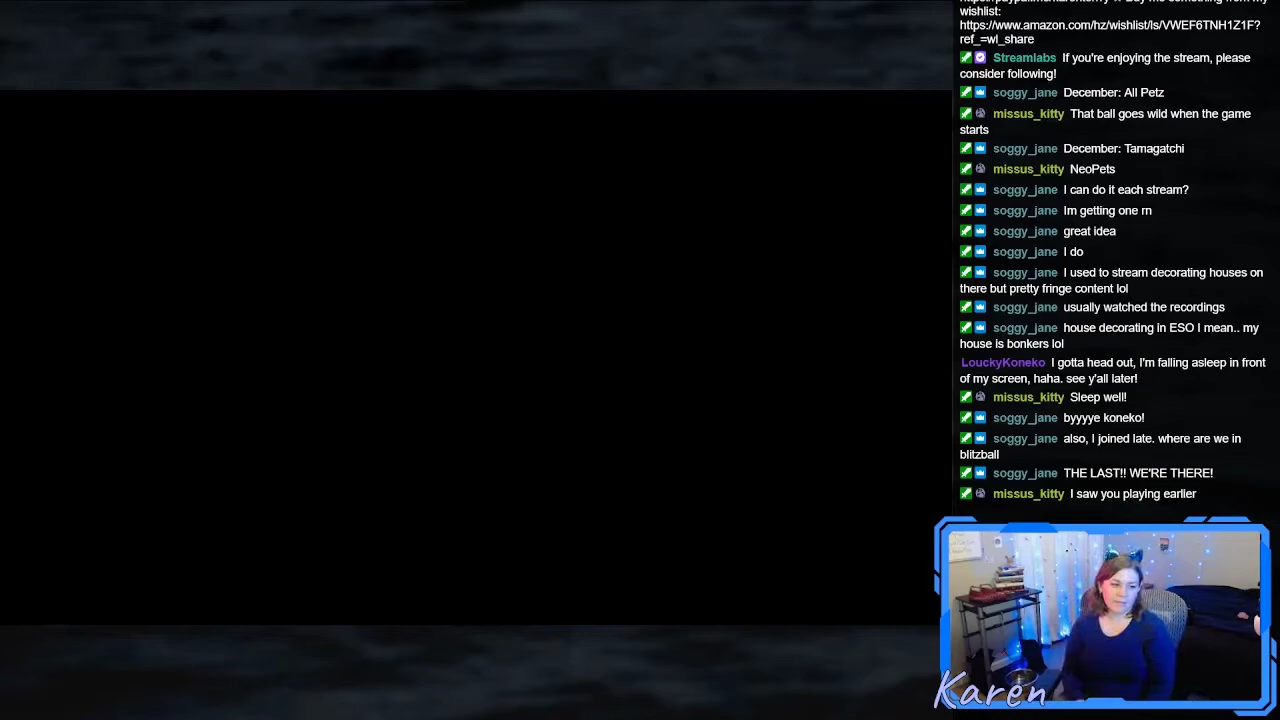 wishlist:
https://www.amazon.com/hz/wishlist/ls/VWEF6TNH1Z1F?
ref_=wl_share
Streamlabs If you're enjoying the stream, please
consider following!
soggy_jane December: All Petz
missus_kitty That ball goes wild when the game
starts
soggy_jane December: Tamagatchi
missus_kitty NeoPets
soggy_jane I can do it each stream?
soggy_jane Im getting one rn
soggy_jane great idea
soggy_jane I do
soggy_jane I used to stream decorating houses on
there but pretty fringe content lol
soggy_jane usually watched the recordings
soggy_jane house decorating in ESO I mean.. my
house is bonkers lol
LouckyKoneko I gotta head out, I'm falling asleep in front
of my screen, haha. see y'all later!
missus_kitty Sleep well!
soggy_jane byyyye koneko!
soggy_jane also, I joined late. where are we in
blitzball
soggy_jane THE LAST!! WE'RE THERE!
missus_kitty I saw you playing earlier
Karen